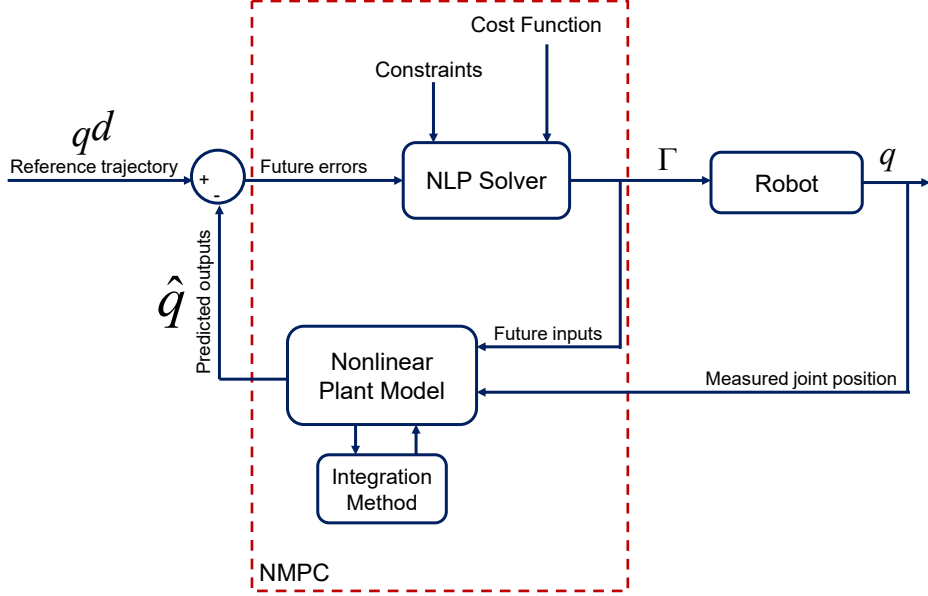 Cost Function
Constraints
q^d
Reference trajectory
+
-
Future errors
NLP Solver
Γ
Robot
q
q̂
Predicted outputs
Future inputs
Nonlinear
Plant Model
Measured joint position
Integration
Method
NMPC